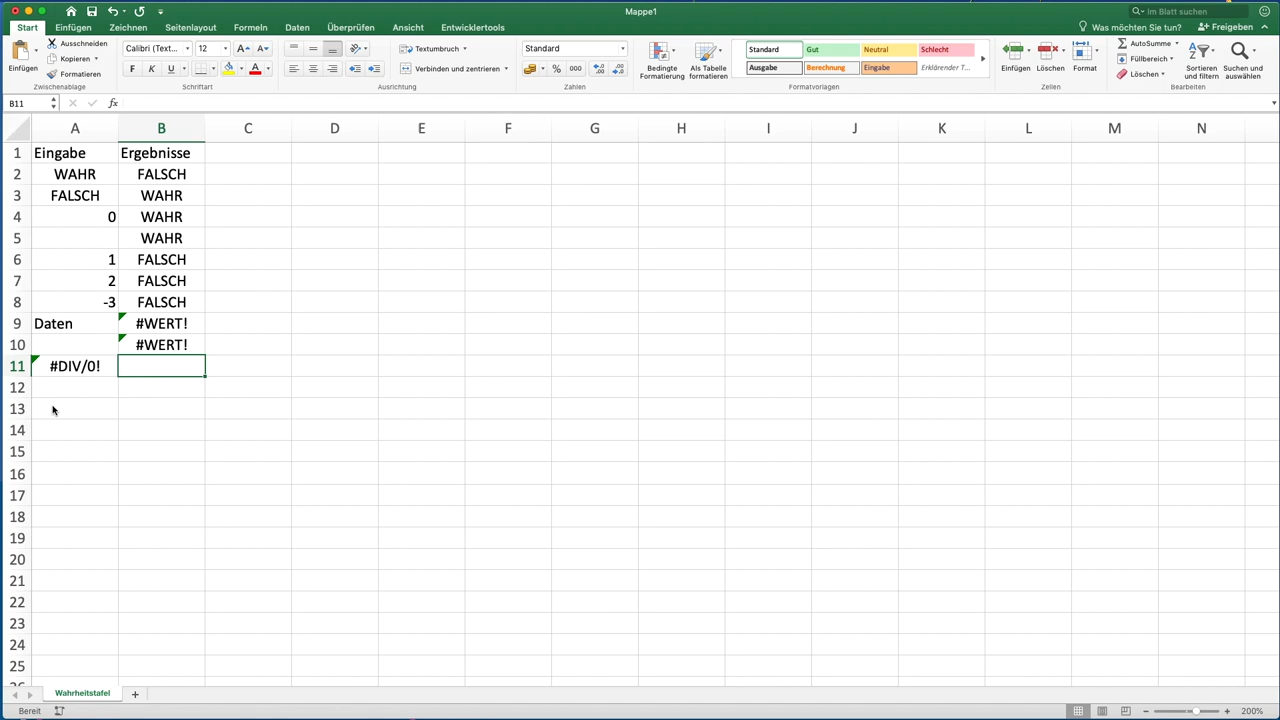 Mappe1
Im Blatt suchen
Start Einfügen Zeichnen Seitenlayout Formeln Daten Überprüfen Ansicht Entwicklertools
Was möchten Sie tun? Freigeben
Einfügen
Ausschneiden
Kopieren
Formatierung
Calibri (Text... 12
F K U
Textumbruch
Verbinden und zentrieren
Standard
% 000
Bedingte Formatierung
Als Tabelle formatieren
Standard Gut Neutral Schlecht
Ausgabe Berechnung Eingabe Erklärender T...
Einfügen Löschen Format
AutoSumme
Füllbereich
Löschen
Sortieren und filtern
Suchen und auswählen
Zwischenablage Schriftart Ausrichtung Zahlen Formatvorlagen Zellen Bearbeiten
B11 fx
A B C D E F G H I J K L M N
1 Eingabe Ergebnisse
2 WAHR FALSCH
3 FALSCH WAHR
4 0 WAHR
5 WAHR
6 1 FALSCH
7 2 FALSCH
8 -3 FALSCH
9 Daten #WERT!
10 #WERT!
11 #DIV/0!
12
13
14
15
16
17
18
19
20
21
22
23
24
25
Wahrheitstafel +
Bereit 200%